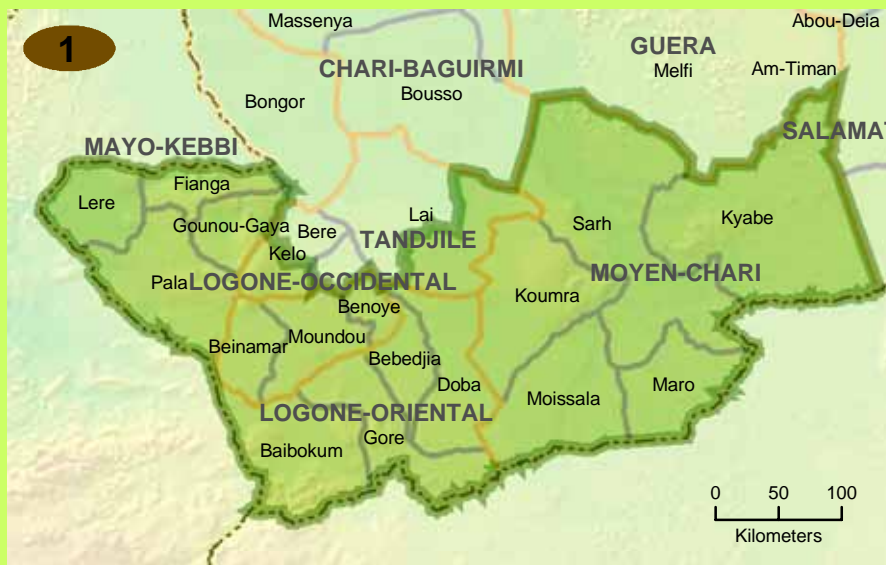 1
Massenya
Abou-Deia
GUERA
Melfi
Am-Timan
CHARI-BAGUIRMI
Bousso
Bongor
SALAMAT
MAYO-KEBBI
Fianga
Lere
Gounou-Gaya
Bere
Lai
Kelo
TANDJILE
Sarh
Kyabe
Pala
LOGONE-OCCIDENTAL
MOYEN-CHARI
Koumra
Benoye
Beinamar
Moundou
Bebedjia
Doba
Moissala
Maro
LOGONE-ORIENTAL
Gore
Baibokum
0 50 100
Kilometers